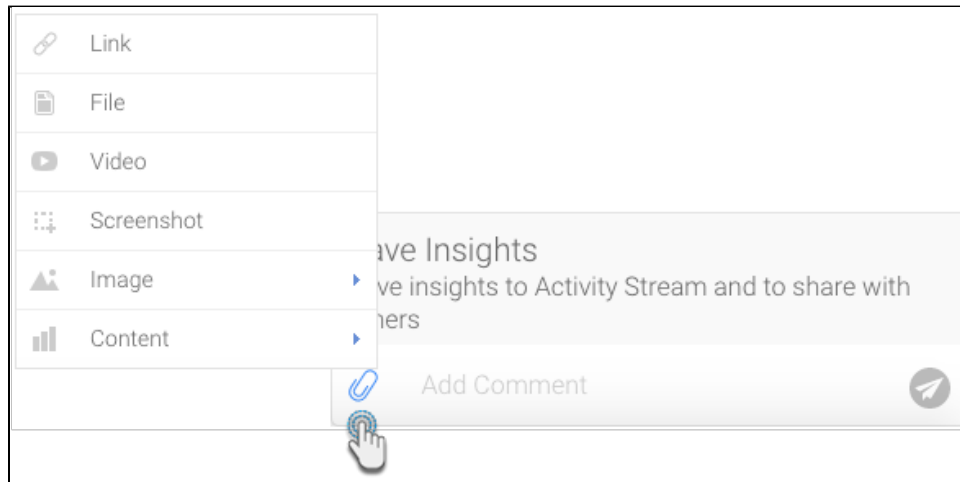 Link
File
Video
Screenshot
Image
Content
ave Insights
ve insights to Activity Stream and to share with
hers
Add Comment